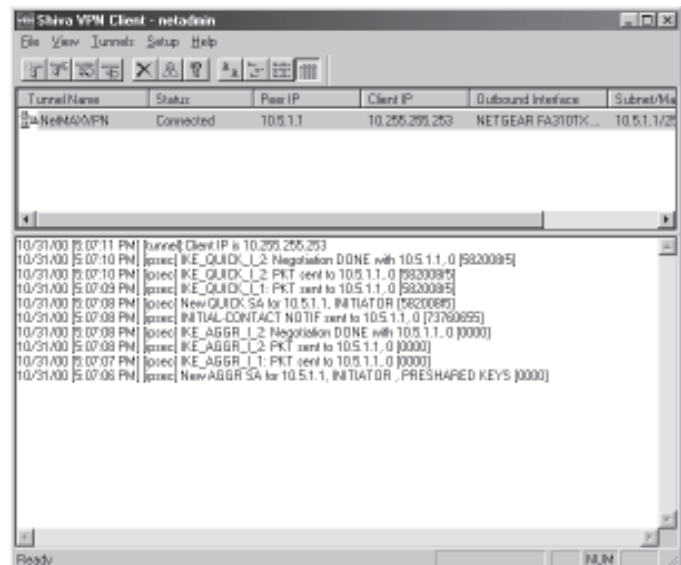 Shiva VPN Client - netadmin
File View Tunnels Setup Help
Tunnel Name Status Peer IP Client IP Outbound Interface Subnet/Ma
NetMAXVPN Connected 10.5.1.1 10.255.255.253 NETGEAR FA310TX... 10.5.1.1/25
10/31/00 [5:07:11 PM] [tunnel] Client IP is 10.255.255.253
10/31/00 [5:07:10 PM] [ipsec] IKE_QUICK_I_2: Negotiation DONE with 10.5.1.1, 0 [582008f5]
10/31/00 [5:07:10 PM] [ipsec] IKE_QUICK_I_2: PKT sent to 10.5.1.1, 0 [582008f5]
10/31/00 [5:07:09 PM] [ipsec] IKE_QUICK_I_1: PKT sent to 10.5.1.1, 0 [582008f5]
10/31/00 [5:07:08 PM] [ipsec] New QUICK SA for 10.5.1.1, INITIATOR [582008f5]
10/31/00 [5:07:08 PM] [ipsec] INITIAL-CONTACT NOTIF sent to 10.5.1.1, 0 [73760655]
10/31/00 [5:07:08 PM] [ipsec] IKE_AGGR_I_2: Negotiation DONE with 10.5.1.1, 0 [0000]
10/31/00 [5:07:08 PM] [ipsec] IKE_AGGR_I_2: PKT sent to 10.5.1.1, 0 [0000]
10/31/00 [5:07:07 PM] [ipsec] IKE_AGGR_I_1: PKT sent to 10.5.1.1, 0 [0000]
10/31/00 [5:07:06 PM] [ipsec] New AGGR SA for 10.5.1.1, INITIATOR , PRESHARED KEYS [0000]
Ready NUM